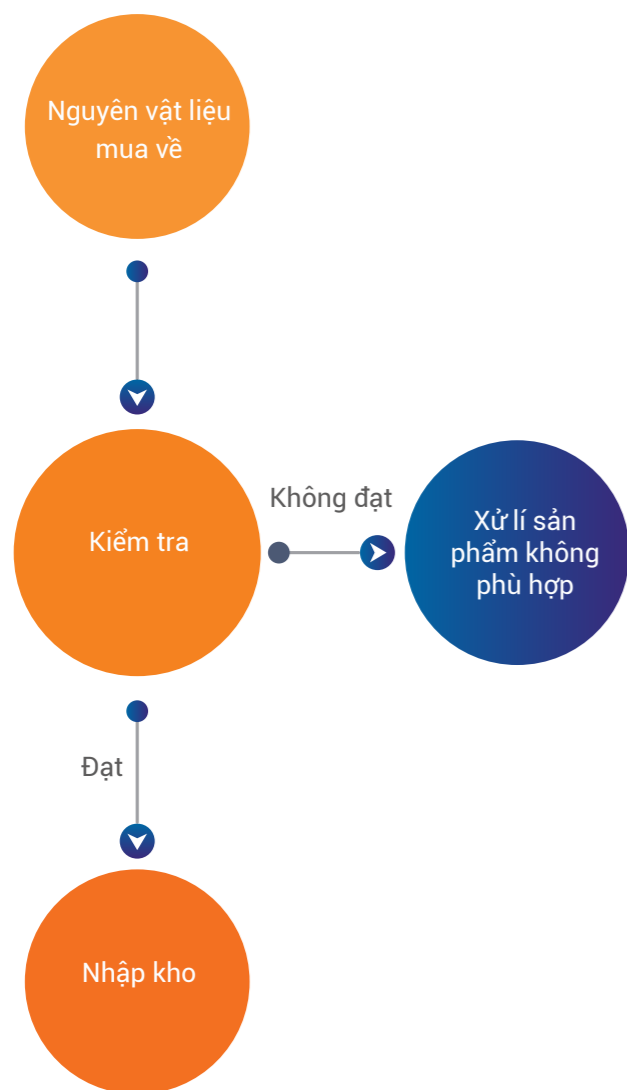 Nguyên vật liệu
mua về
Kiểm tra
Không đạt
Xử lí sản
phẩm không
phù hợp
Đạt
Nhập kho